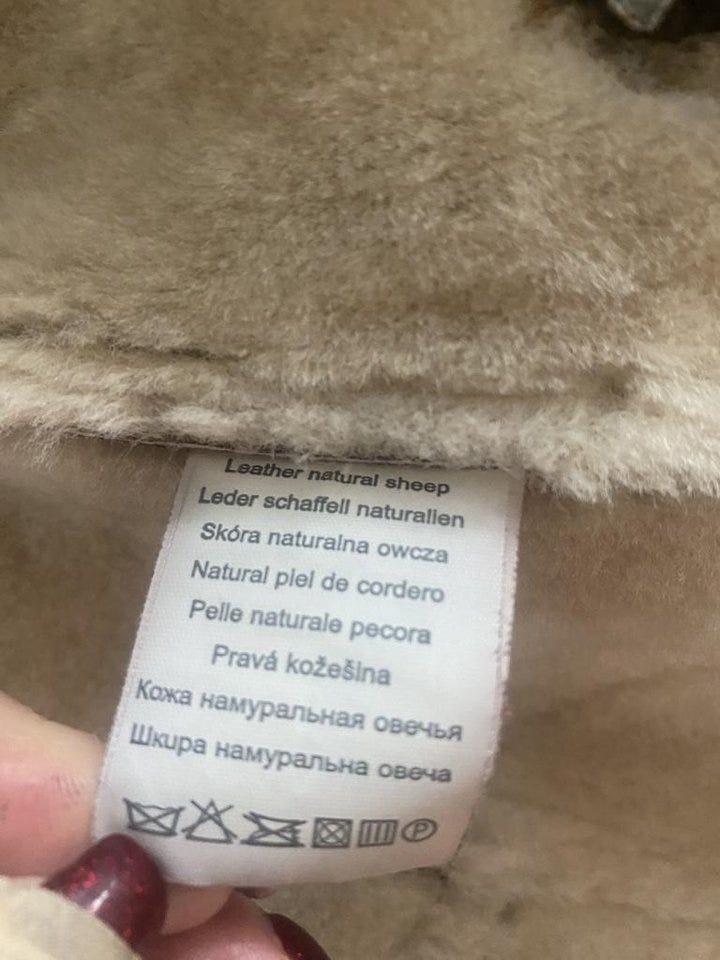 Leather natural sheep
Leder schaffell naturallen
Skóra naturalna owcza
Natural piel de cordero
Pelle naturale pecora
Pravá kožešina
Кожа намуральная овечья
Шкира намуральна овеча
P